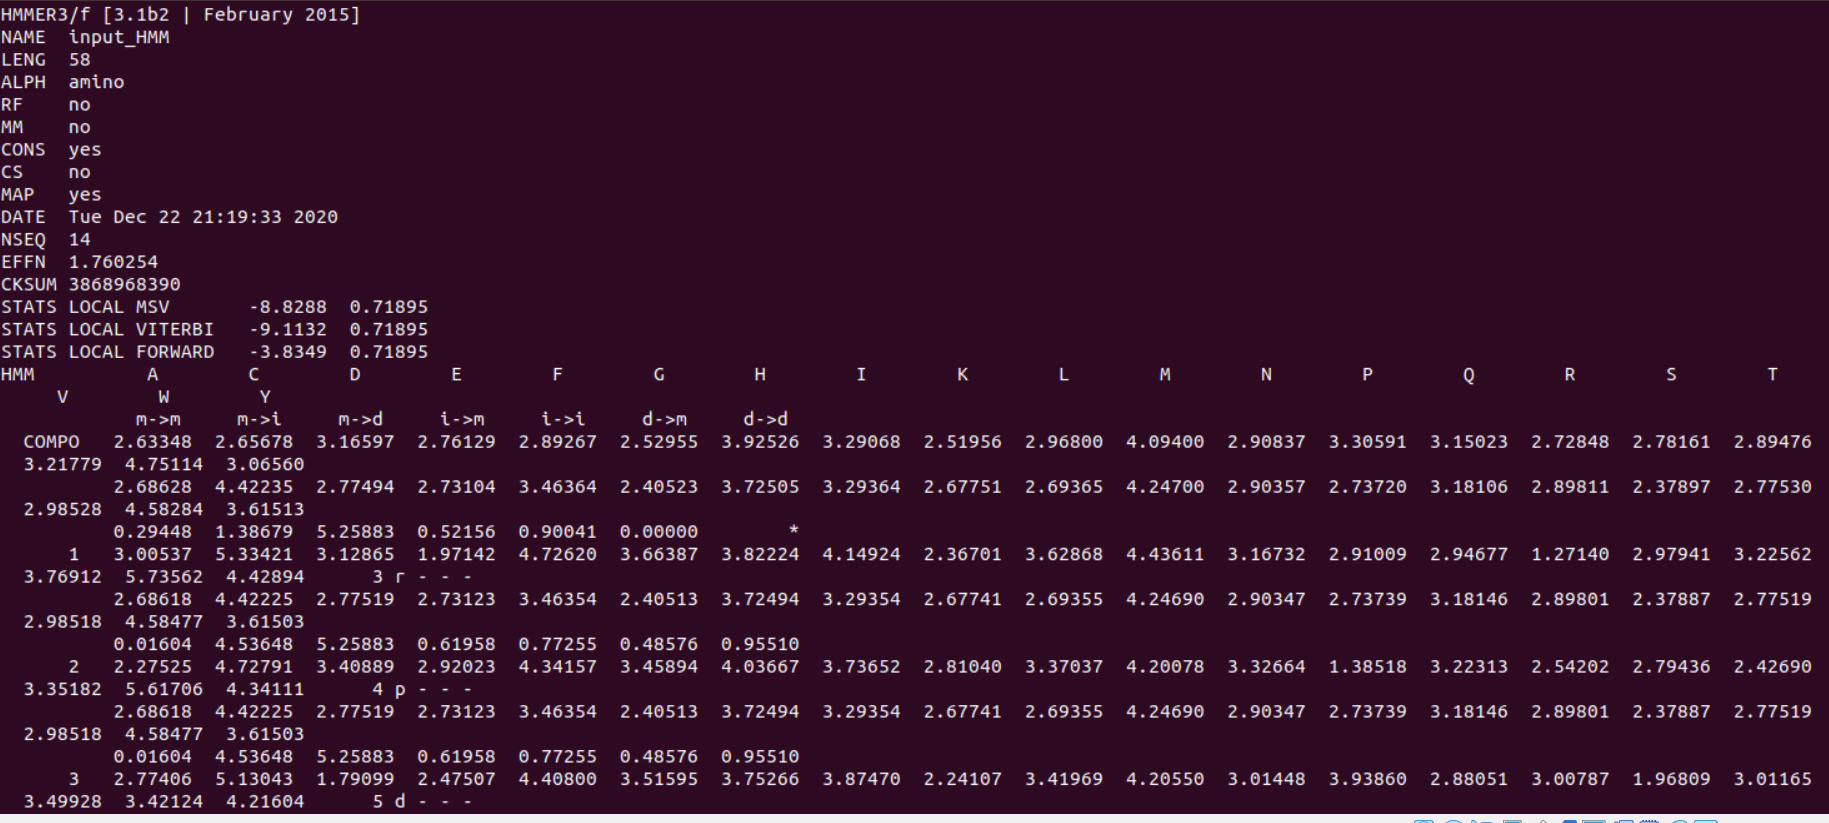 HMMER3/f [3.1b2 | February 2015]
NAME  input_HMM
LENG  58
ALPH  amino
RF    no
MM    no
CONS  yes
CS    no
MAP   yes
DATE  Tue Dec 22 21:19:33 2020
NSEQ  14
EFFN  1.760254
CKSUM 3868968390
STATS LOCAL MSV       -8.8288  0.71895
STATS LOCAL VITERBI   -9.1132  0.71895
STATS LOCAL FORWARD   -3.8349  0.71895
HMM          A        C        D        E        F        G        H        I        K        L        M        N        P        Q        R        S        T
     V        W        Y
            m->m     m->i     m->d     i->m     i->i     d->m     d->d
  COMPO   2.63348  2.65678  3.16597  2.76129  2.89267  2.52955  3.92526  3.29068  2.51956  2.96800  4.09400  2.90837  3.30591  3.15023  2.72848  2.78161  2.89476
  3.21779  4.75114  3.06560
          2.68628  4.42235  2.77494  2.73104  3.46364  2.40523  3.72505  3.29364  2.67751  2.69365  4.24700  2.90357  2.73720  3.18106  2.89811  2.37897  2.77530
  2.98528  4.58284  3.61513
          0.29448  1.38679  5.25883  0.52156  0.90041  0.00000        *
      1   3.00537  5.33421  3.12865  1.97142  4.72620  3.66387  3.82224  4.14924  2.36701  3.62868  4.43611  3.16732  2.91009  2.94677  1.27140  2.97941  3.22562
  3.76912  5.73562  4.42894      3 r - - -
          2.68618  4.42225  2.77519  2.73123  3.46354  2.40513  3.72494  3.29354  2.67741  2.69355  4.24690  2.90347  2.73739  3.18146  2.89801  2.37887  2.77519
  2.98518  4.58477  3.61503
          0.01604  4.53648  5.25883  0.61958  0.77255  0.48576  0.95510
      2   2.27525  4.72791  3.40889  2.92023  4.34157  3.45894  4.03667  3.73652  2.81040  3.37037  4.20078  3.32664  1.38518  3.22313  2.54202  2.79436  2.42690
  3.35182  5.61706  4.34111      4 p - - -
          2.68618  4.42225  2.77519  2.73123  3.46354  2.40513  3.72494  3.29354  2.67741  2.69355  4.24690  2.90347  2.73739  3.18146  2.89801  2.37887  2.77519
  2.98518  4.58477  3.61503
          0.01604  4.53648  5.25883  0.61958  0.77255  0.48576  0.95510
      3   2.77406  5.13043  1.79099  2.47507  4.40800  3.51595  3.75266  3.87470  2.24107  3.41969  4.20550  3.01448  3.93860  2.88051  3.00787  1.96809  3.01165
  3.49928  3.42124  4.21604      5 d - - -